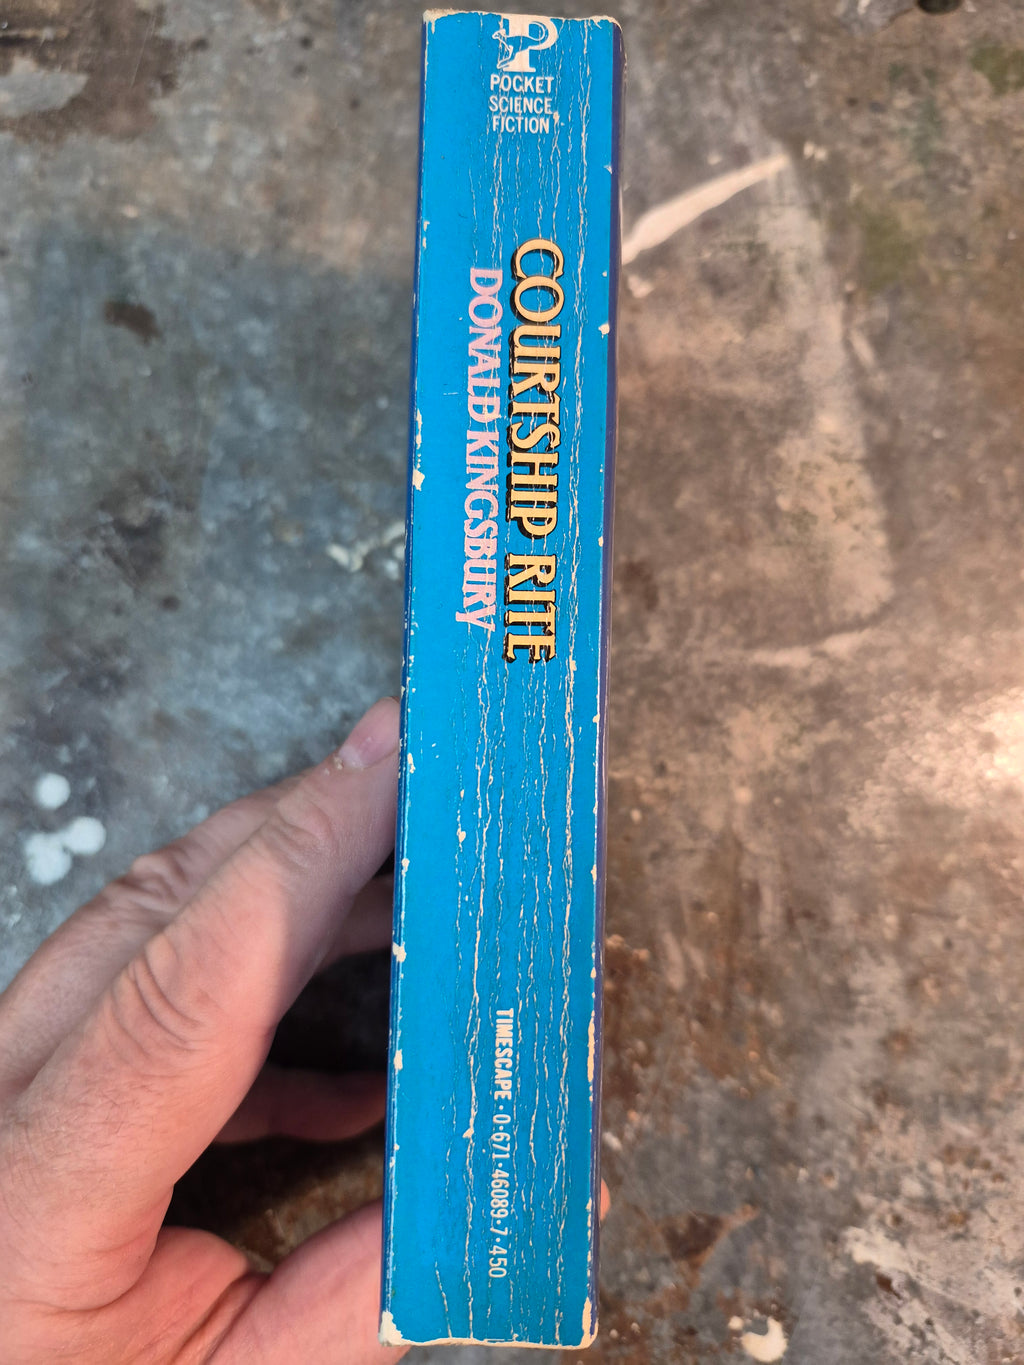 P
POCKET
SCIENCE
FICTION
COURTSHIP RITE
DONALD KINGSBURY
TIMESCAPE • 0-671-46089-7 • 450